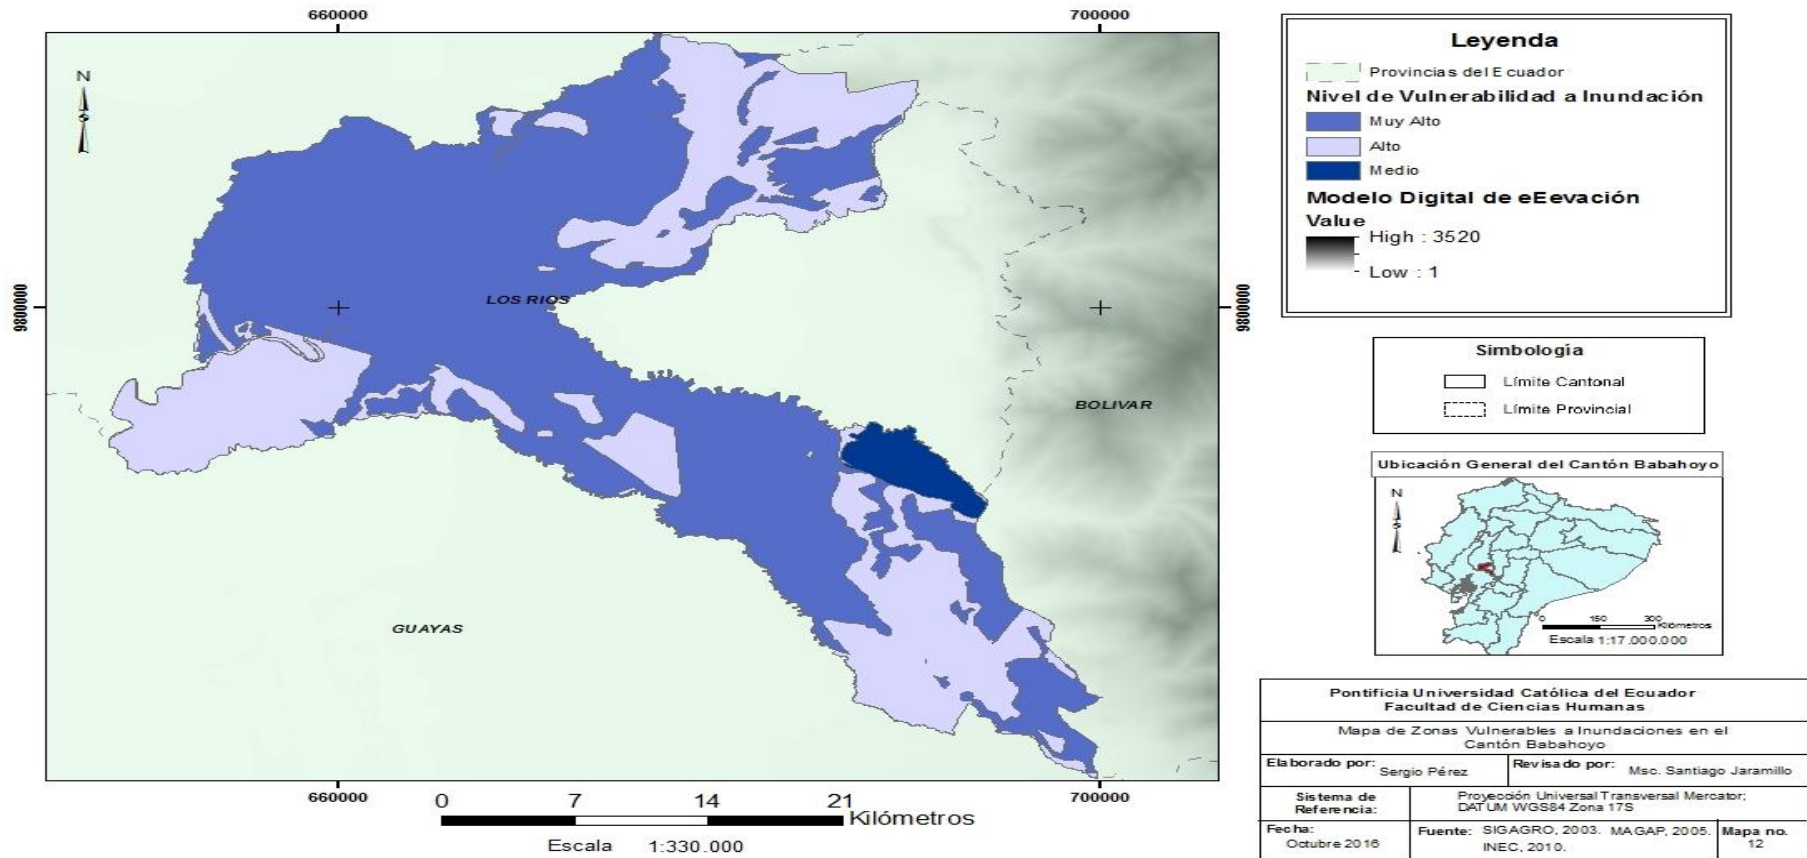 660000
700000
N
9800000
9800000
LOS RIOS
BOLIVAR
GUAYAS
660000
700000
0 7 14 21
Kilómetros
Escala 1:330.000
Leyenda
Provincias del Ecuador
Nivel de Vulnerabilidad a Inundación
Muy Alto
Alto
Medio
Modelo Digital de eEevación
Value
High : 3520
Low : 1
Simbología
Límite Cantonal
Límite Provincial
Ubicación General del Cantón Babahoyo
N
0 150 300
Kilómetros
Escala 1:17.000.000
Pontificia Universidad Católica del Ecuador
Facultad de Ciencias Humanas
Mapa de Zonas Vulnerables a Inundaciones en el
Cantón Babahoyo
Elaborado por: Sergio Pérez
Revisado por: Msc. Santiago Jaramillo
Sistema de
Referencia:
Proyección Universal Transversal Mercator;
DATUM WGS84 Zona 17S
Fecha:
Octubre 2016
Fuente: SIGAGRO, 2003. MAGAP, 2005.
INEC, 2010.
Mapa no.
12